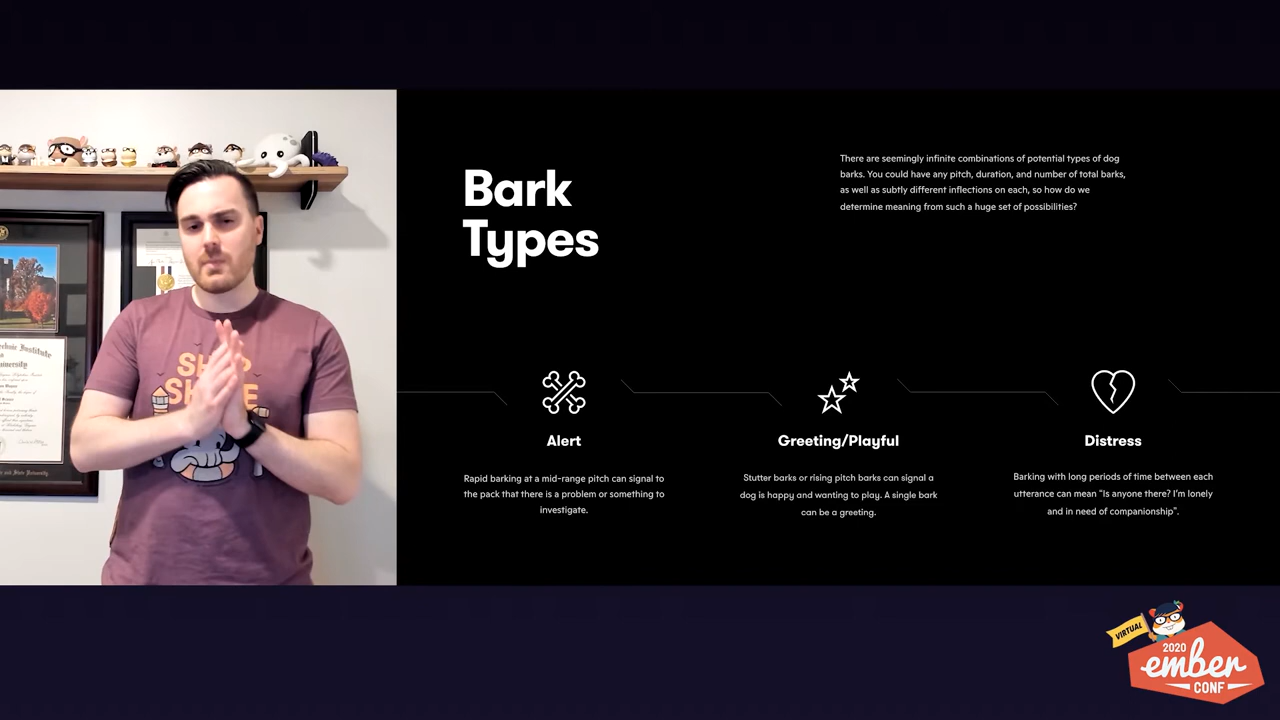 Bark
Types
There are seemingly infinite combinations of potential types of dog
barks. You could have any pitch, duration, and number of total barks,
as well as subtly different inflections on each, so how do we
determine meaning from such a huge set of possibilities?
Alert
Rapid barking at a mid-range pitch can signal to
the pack that there is a problem or something to
investigate.
Greeting/Playful
Stutter barks or rising pitch barks can signal a
dog is happy and wanting to play. A single bark
can be a greeting.
Distress
Barking with long periods of time between each
utterance can mean “Is anyone there? I’m lonely
and in need of companionship”.
VIRTUAL
2020
ember
CONF